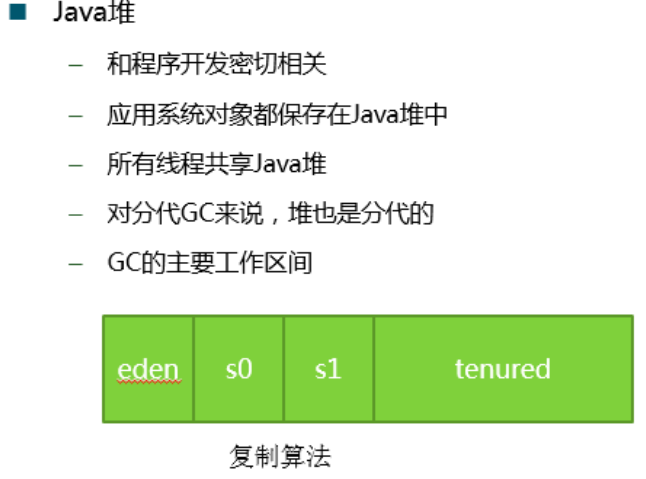 ■ Java堆
– 和程序开发密切相关
– 应用系统对象都保存在Java堆中
– 所有线程共享Java堆
– 对分代GC来说，堆也是分代的
– GC的主要工作区间
eden s0 s1 tenured
复制算法